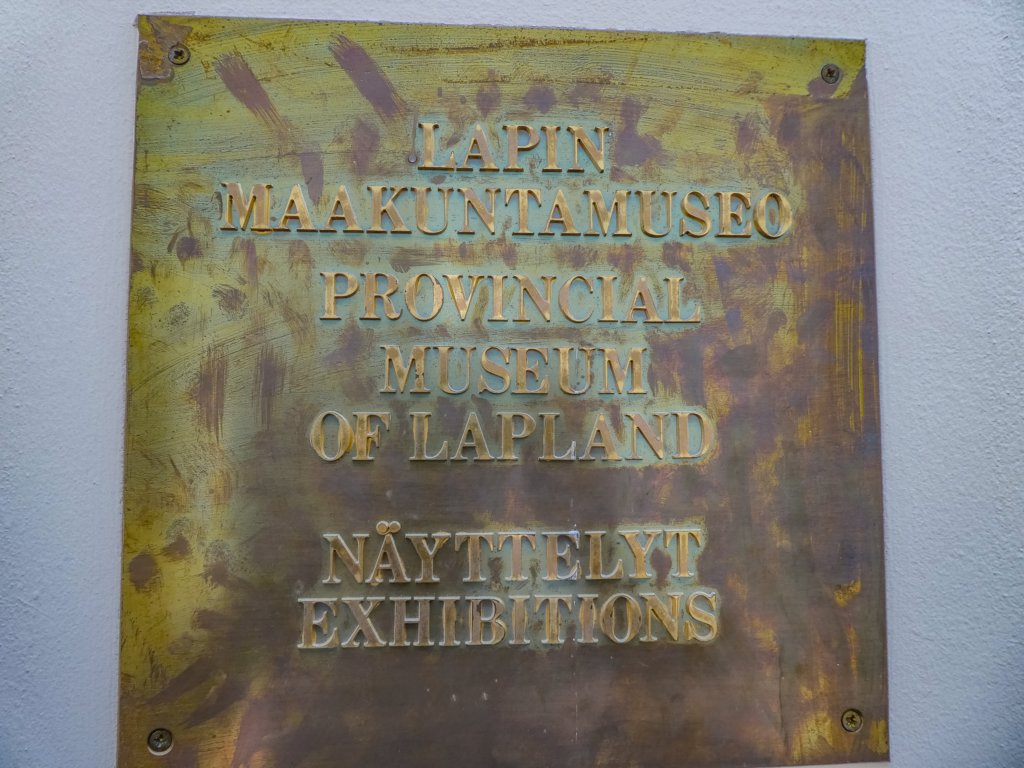 LAPIN
MAAKUNTAMUSEO
PROVINCIAL
MUSEUM
OF LAPLAND
NÄYTTELYT
EXHIBITIONS